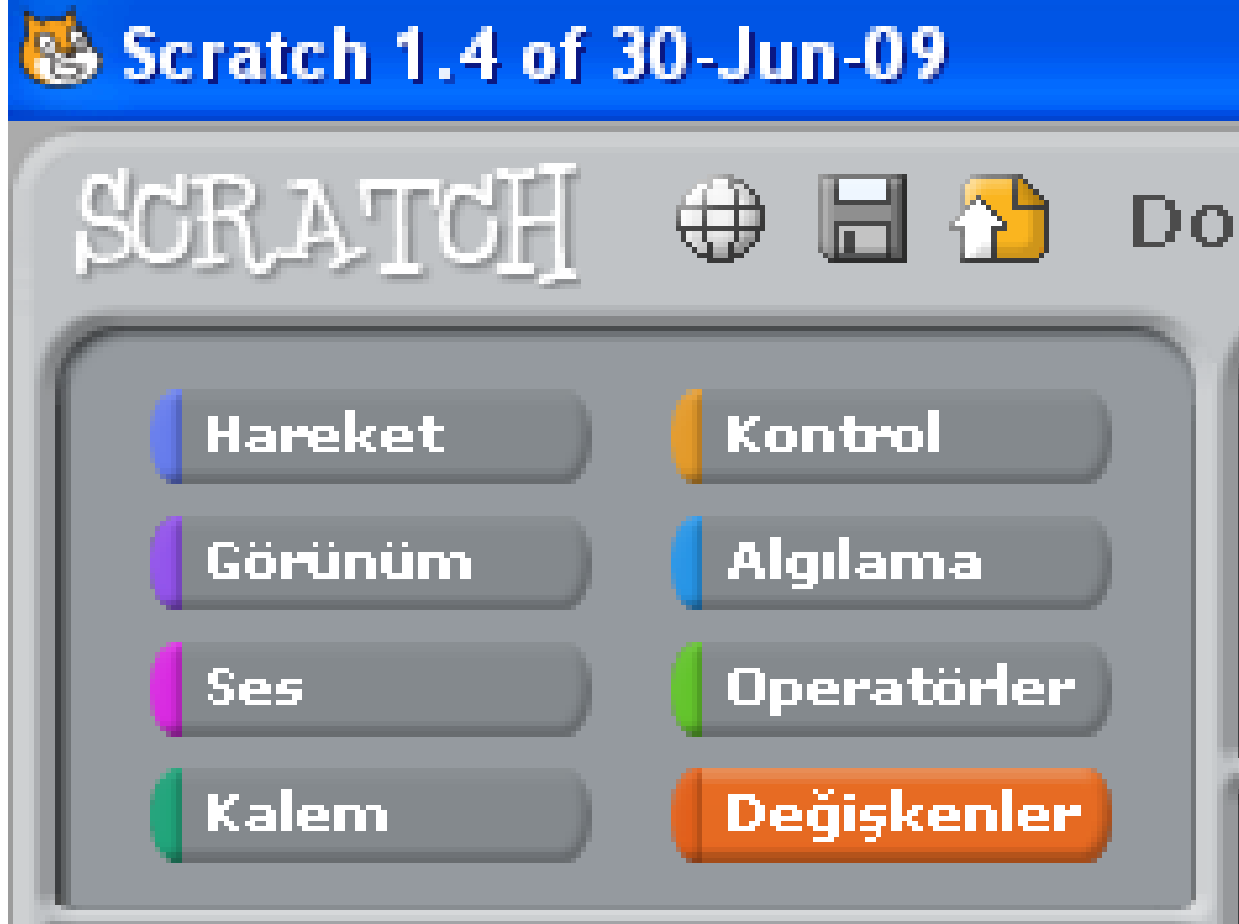 Scratch 1.4 of 30-Jun-09
SCRATCH Do
Hareket Kontrol
Görünüm Algılama
Ses Operatörler
Kalem Değişkenler